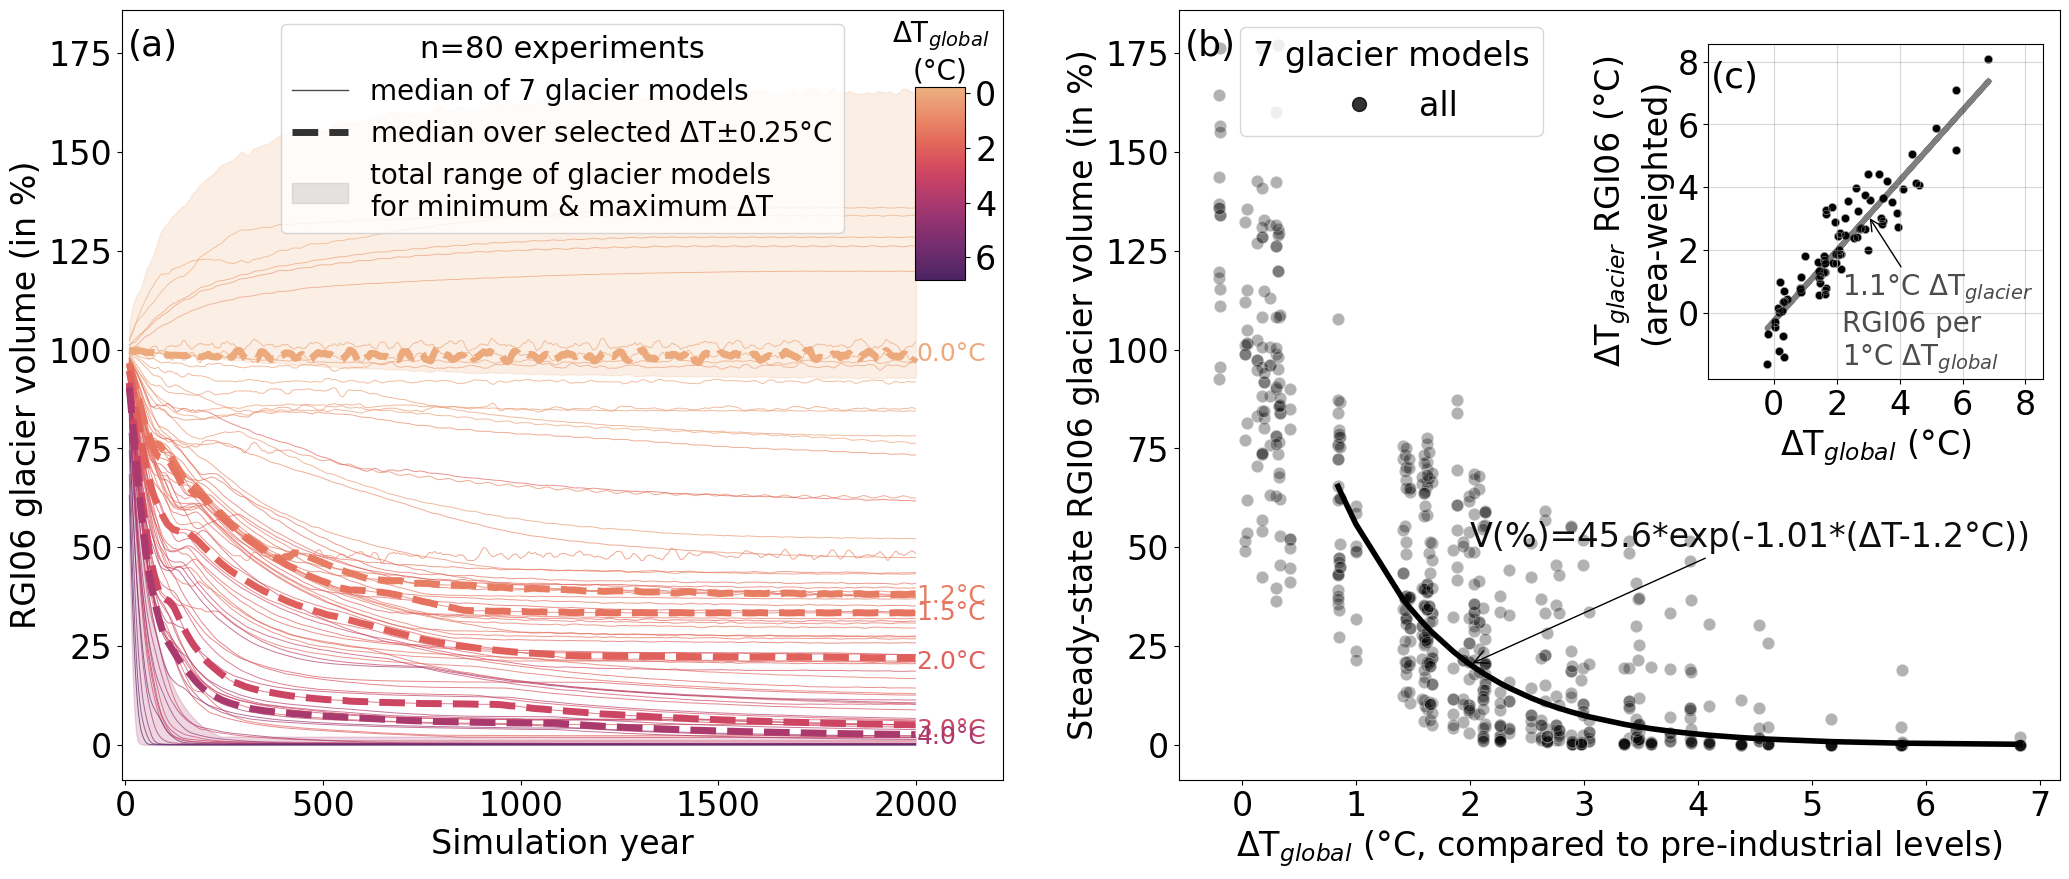 (a)
n=80 experiments
median of 7 glacier models
median over selected ΔT±0.25°C
total range of glacier models
for minimum & maximum ΔT
ΔT_global
(°C)
0
2
4
6
RGI06 glacier volume (in %)
175
150
125
100
75
50
25
0
0.0°C
1.2°C
1.5°C
2.0°C
3.0°C
4.0°C
0 500 1000 1500 2000
Simulation year
(b)
7 glacier models
all
Steady-state RGI06 glacier volume (in %)
175
150
125
100
75
50
25
0
V(%)=45.6*exp(-1.01*(ΔT-1.2°C))
0 1 2 3 4 5 6 7
ΔT_global (°C, compared to pre-industrial levels)
(c)
ΔT_glacier RGI06 (°C)
(area-weighted)
8
6
4
2
0
1.1°C ΔT_glacier
RGI06 per
1°C ΔT_global
0 2 4 6 8
ΔT_global (°C)